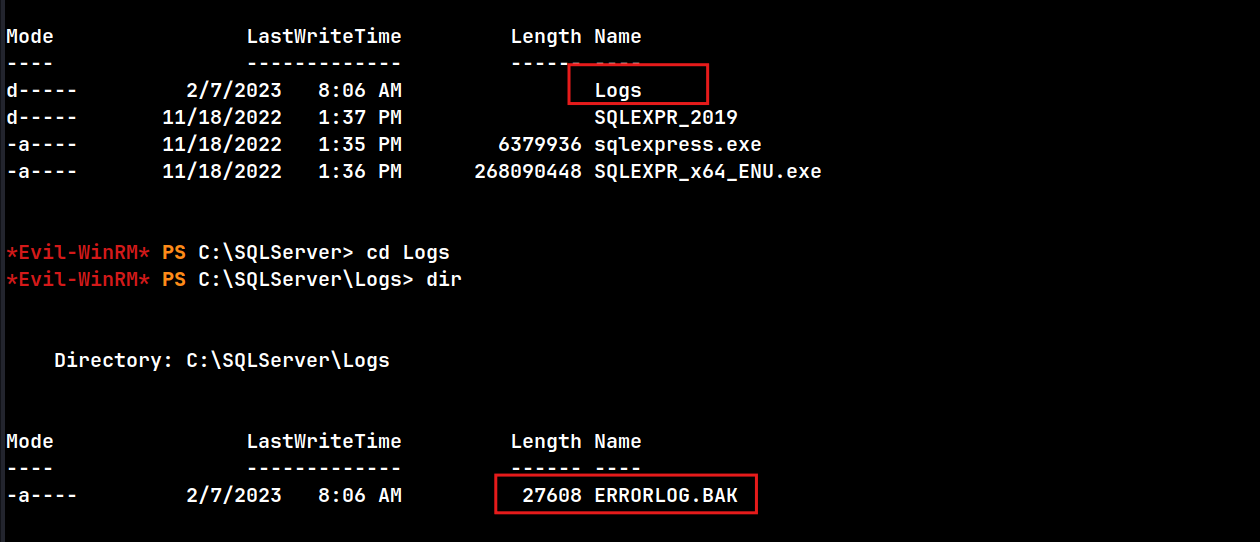 Mode                LastWriteTime         Length Name
----                -------------         ------ ----
d-----         2/7/2023   8:06 AM                Logs
d-----       11/18/2022   1:37 PM                SQLEXPR_2019
-a----       11/18/2022   1:35 PM        6379936 sqlexpress.exe
-a----       11/18/2022   1:36 PM      268090448 SQLEXPR_x64_ENU.exe
*Evil-WinRM* PS C:\SQLServer> cd Logs
*Evil-WinRM* PS C:\SQLServer\Logs> dir
    Directory: C:\SQLServer\Logs
Mode                LastWriteTime         Length Name
----                -------------         ------ ----
-a----         2/7/2023   8:06 AM          27608 ERRORLOG.BAK